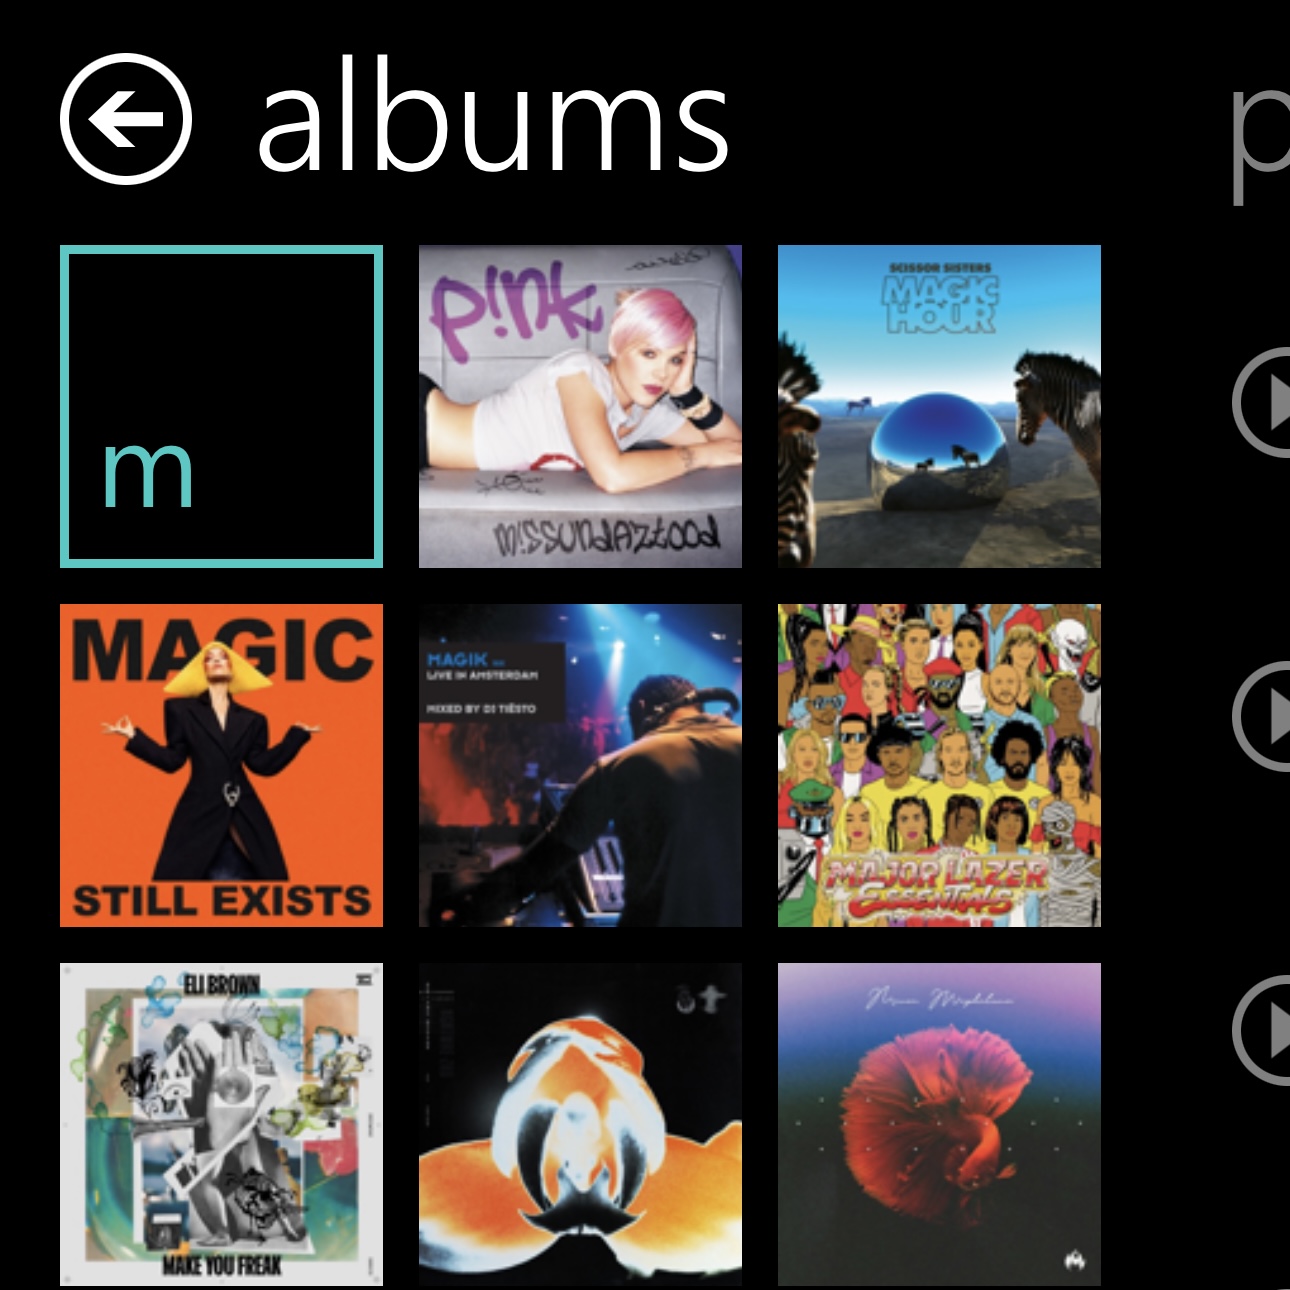 albums
p
m
P!nk
M!SSUNDAZTOOD
SCISSOR SISTERS
MAGIC
HOUR
MAGIC
STILL EXISTS
MAGIK
LIVE IN AMSTERDAM
MIXED BY DJ TIËSTO
MAJOR LAZER
ESSENTIALS
ELI BROWN
MAKE YOU FREAK